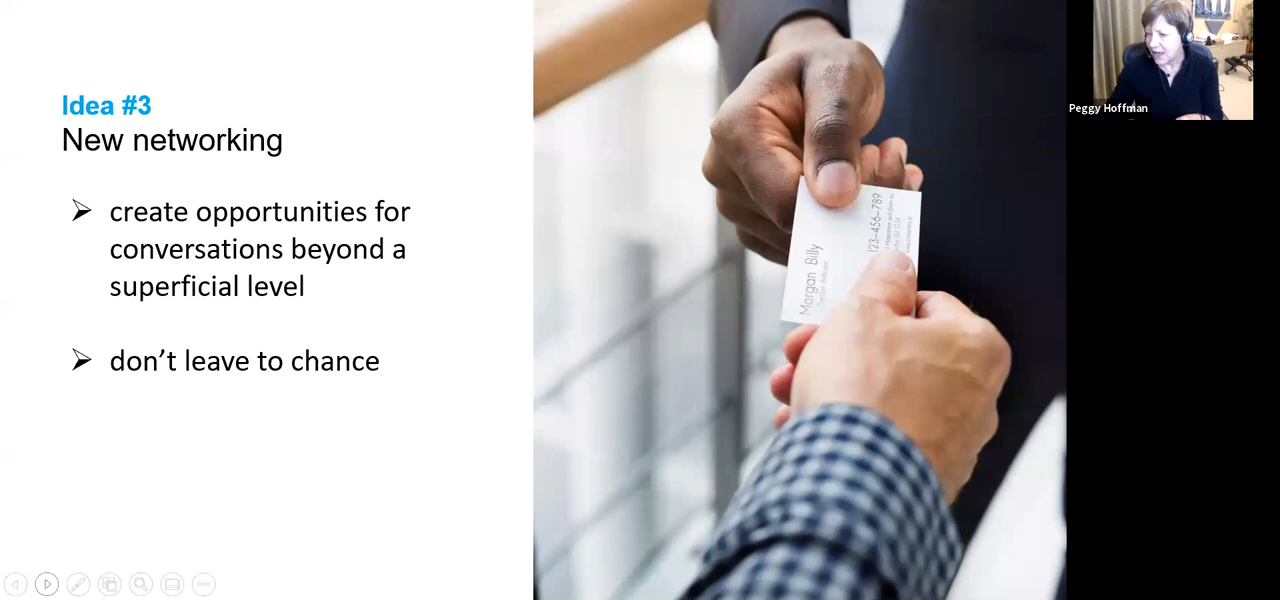 Idea #3
New networking
➢ create opportunities for
conversations beyond a
superficial level
➢ don’t leave to chance
Morgan Billy
123-456-789
Peggy Hoffman